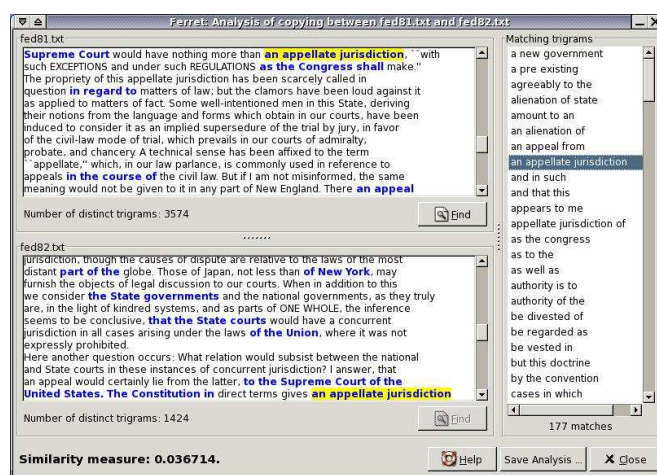 Ferret: Analysis of copying between fed81.txt and fed82.txt
fed81.txt
Supreme Court would have nothing more than an appellate jurisdiction, ``with
such EXCEPTIONS and under such REGULATIONS as the Congress shall make.''
The propriety of this appellate jurisdiction has been scarcely called in
question in regard to matters of law; but the clamors have been loud against it
as applied to matters of fact. Some well-intentioned men in this State, deriving
their notions from the language and forms which obtain in our courts, have been
induced to consider it as an implied supersedure of the trial by jury, in favor
of the civil-law mode of trial, which prevails in our courts of admiralty,
probate, and chancery. A technical sense has been affixed to the term
``appellate,'' which, in our law parlance, is commonly used in reference to
appeals in the course of the civil law. But if I am not misinformed, the same
meaning would not be given to it in any part of New England. There an appeal
Number of distinct trigrams: 3574
Find
fed82.txt
jurisdiction, though the causes of dispute are relative to the laws of the most
distant part of the globe. Those of Japan, not less than of New York, may
furnish the objects of legal discussion to our courts. When in addition to this
we consider the State governments and the national governments, as they truly
are, in the light of kindred systems, and as parts of ONE WHOLE, the inference
seems to be conclusive, that the State courts would have a concurrent
jurisdiction in all cases arising under the laws of the Union, where it was not
expressly prohibited.
Here another question occurs: What relation would subsist between the national
and State courts in these instances of concurrent jurisdiction? I answer, that
an appeal would certainly lie from the latter, to the Supreme Court of the
United States. The Constitution in direct terms gives an appellate jurisdiction
Number of distinct trigrams: 1424
Find
Matching trigrams
a new government
a pre existing
agreeably to the
alienation of state
amount to an
an alienation of
an appeal from
an appellate jurisdiction
and in such
and that this
appears to me
appellate jurisdiction of
as the congress
as to the
as well as
authority is to
authority of the
be divested of
be regarded as
be vested in
but this doctrine
by the convention
cases in which
177 matches
Similarity measure: 0.036714.
Help
Save Analysis ...
Close